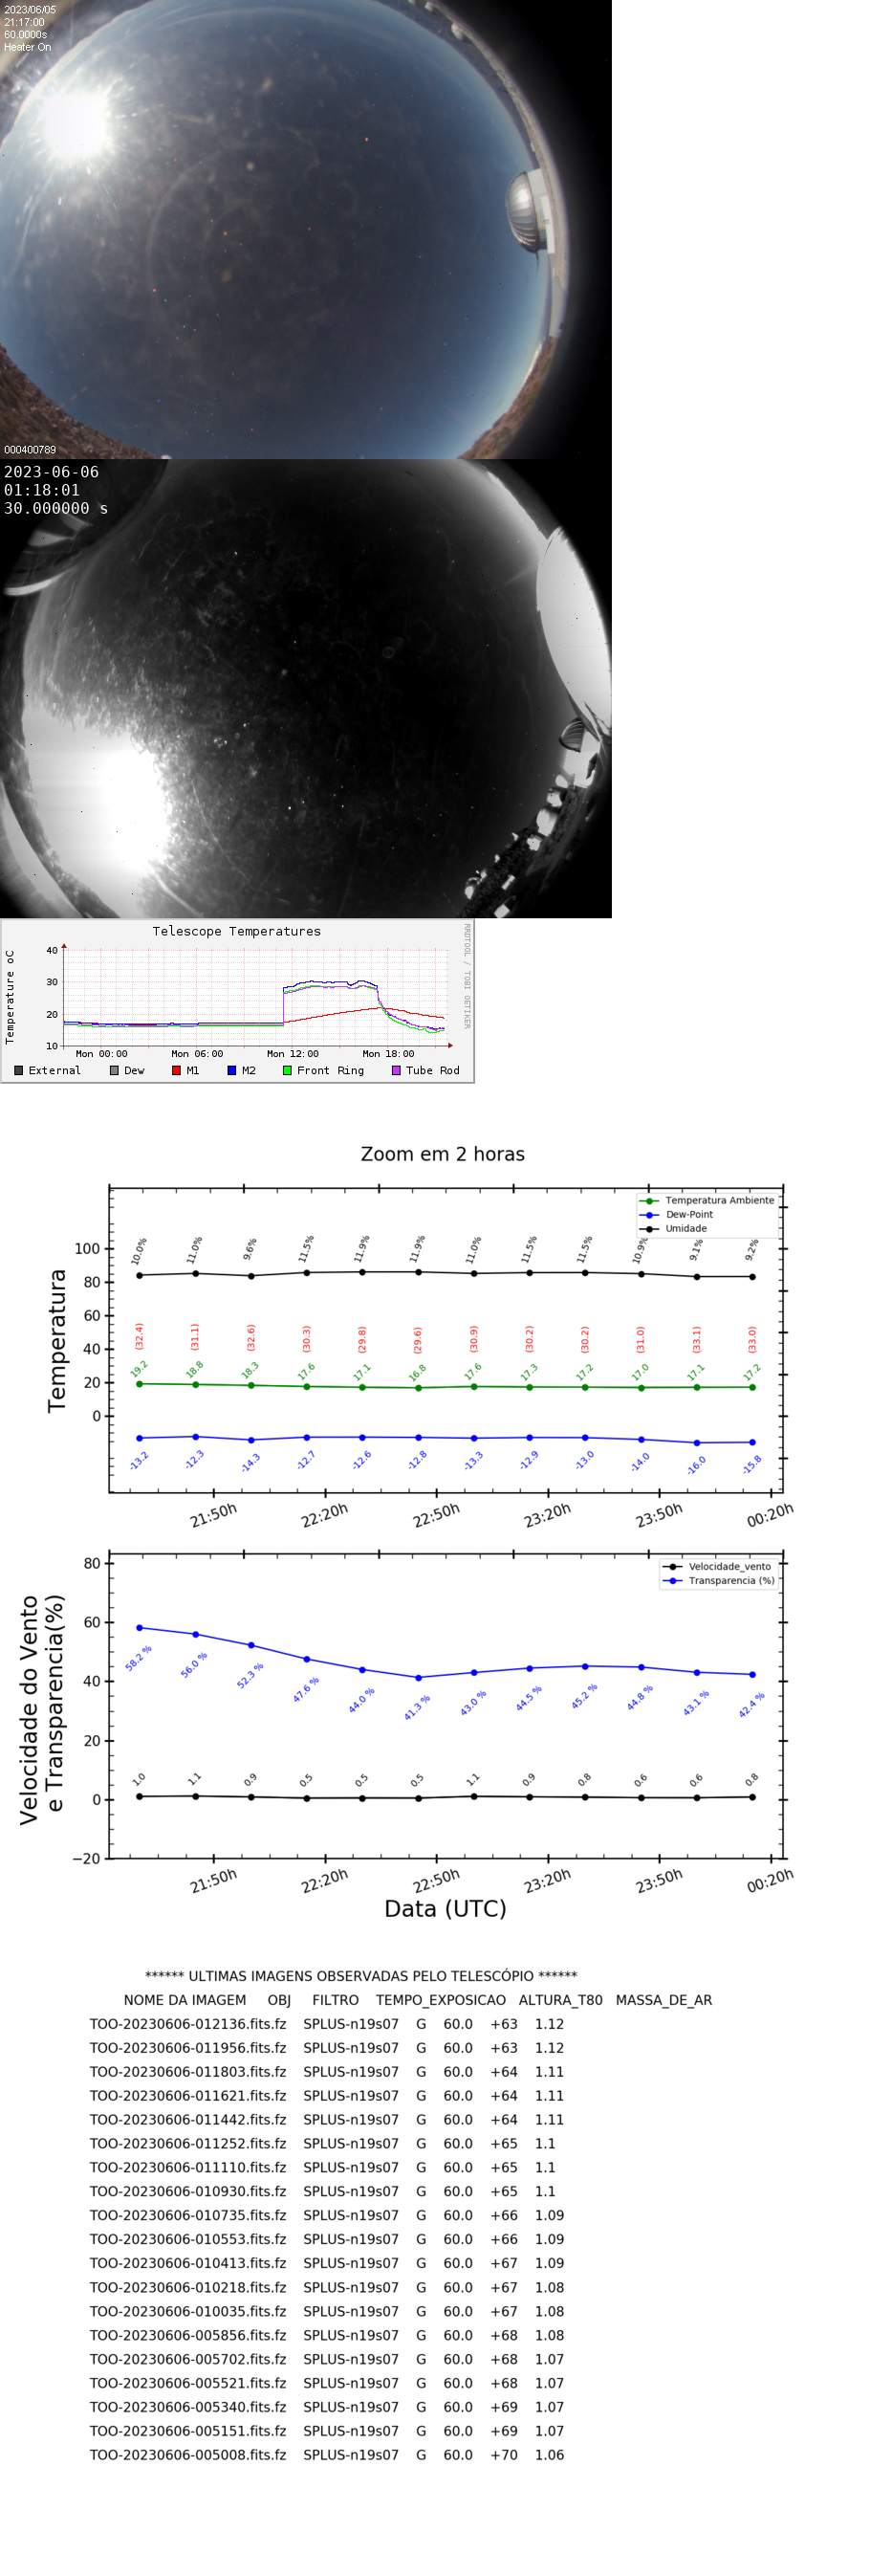 2023/06/05
21:17:00
60.0000s
Heater On
000400789
2023-06-06
01:18:01
30.000000 s
Telescope Temperatures
Temperature oC
40
30
20
10
Mon 00:00 Mon 06:00 Mon 12:00 Mon 18:00
External Dew M1 M2 Front Ring Tube Rod
RRDTOOL / TOBI OETIKER
Zoom em 2 horas
Temperatura
Temperatura Ambiente
Dew-Point
Umidade
100
80
60
40
20
0
10.0% 11.0% 9.6% 11.5% 11.9% 11.9% 11.0% 11.5% 11.5% 10.9% 9.1% 9.2%
(32.4) (31.1) (32.6) (30.3) (29.8) (29.6) (30.9) (30.2) (30.2) (31.0) (33.1) (33.0)
19.2 18.8 18.3 17.6 17.1 16.8 17.6 17.3 17.2 17.0 17.1 17.2
-13.2 -12.3 -14.3 -12.7 -12.6 -12.8 -13.3 -12.9 -13.0 -14.0 -16.0 -15.8
21:50h 22:20h 22:50h 23:20h 23:50h 00:20h
Velocidade do Vento
e Transparencia(%)
Velocidade_vento
Transparencia (%)
80
60
40
20
0
−20
58.2 % 56.0 % 52.3 % 47.6 % 44.0 % 41.3 % 43.0 % 44.5 % 45.2 % 44.8 % 43.1 % 42.4 %
1.0 1.1 0.9 0.5 0.5 0.5 1.1 0.9 0.8 0.6 0.6 0.8
21:50h 22:20h 22:50h 23:20h 23:50h 00:20h
Data (UTC)
****** ULTIMAS IMAGENS OBSERVADAS PELO TELESCÓPIO ******
NOME DA IMAGEM OBJ FILTRO TEMPO_EXPOSICAO ALTURA_T80 MASSA_DE_AR
TOO-20230606-012136.fits.fz SPLUS-n19s07 G 60.0 +63 1.12
TOO-20230606-011956.fits.fz SPLUS-n19s07 G 60.0 +63 1.12
TOO-20230606-011803.fits.fz SPLUS-n19s07 G 60.0 +64 1.11
TOO-20230606-011621.fits.fz SPLUS-n19s07 G 60.0 +64 1.11
TOO-20230606-011442.fits.fz SPLUS-n19s07 G 60.0 +64 1.11
TOO-20230606-011252.fits.fz SPLUS-n19s07 G 60.0 +65 1.1
TOO-20230606-011110.fits.fz SPLUS-n19s07 G 60.0 +65 1.1
TOO-20230606-010930.fits.fz SPLUS-n19s07 G 60.0 +65 1.1
TOO-20230606-010735.fits.fz SPLUS-n19s07 G 60.0 +66 1.09
TOO-20230606-010553.fits.fz SPLUS-n19s07 G 60.0 +66 1.09
TOO-20230606-010413.fits.fz SPLUS-n19s07 G 60.0 +67 1.09
TOO-20230606-010218.fits.fz SPLUS-n19s07 G 60.0 +67 1.08
TOO-20230606-010035.fits.fz SPLUS-n19s07 G 60.0 +67 1.08
TOO-20230606-005856.fits.fz SPLUS-n19s07 G 60.0 +68 1.08
TOO-20230606-005702.fits.fz SPLUS-n19s07 G 60.0 +68 1.07
TOO-20230606-005521.fits.fz SPLUS-n19s07 G 60.0 +68 1.07
TOO-20230606-005340.fits.fz SPLUS-n19s07 G 60.0 +69 1.07
TOO-20230606-005151.fits.fz SPLUS-n19s07 G 60.0 +69 1.07
TOO-20230606-005008.fits.fz SPLUS-n19s07 G 60.0 +70 1.06